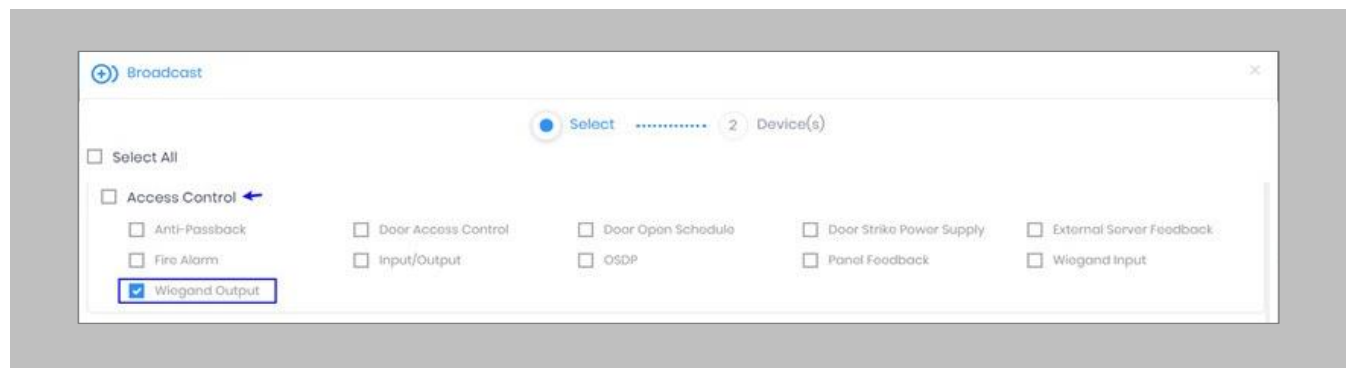 Broadcast
Select 2 Device(s)
Select All
Access Control
Anti-Passback Door Access Control Door Open Schedule Door Strike Power Supply External Server Feedback
Fire Alarm Input/Output OSDP Panel Feedback Wiegand Input
Wiegand Output